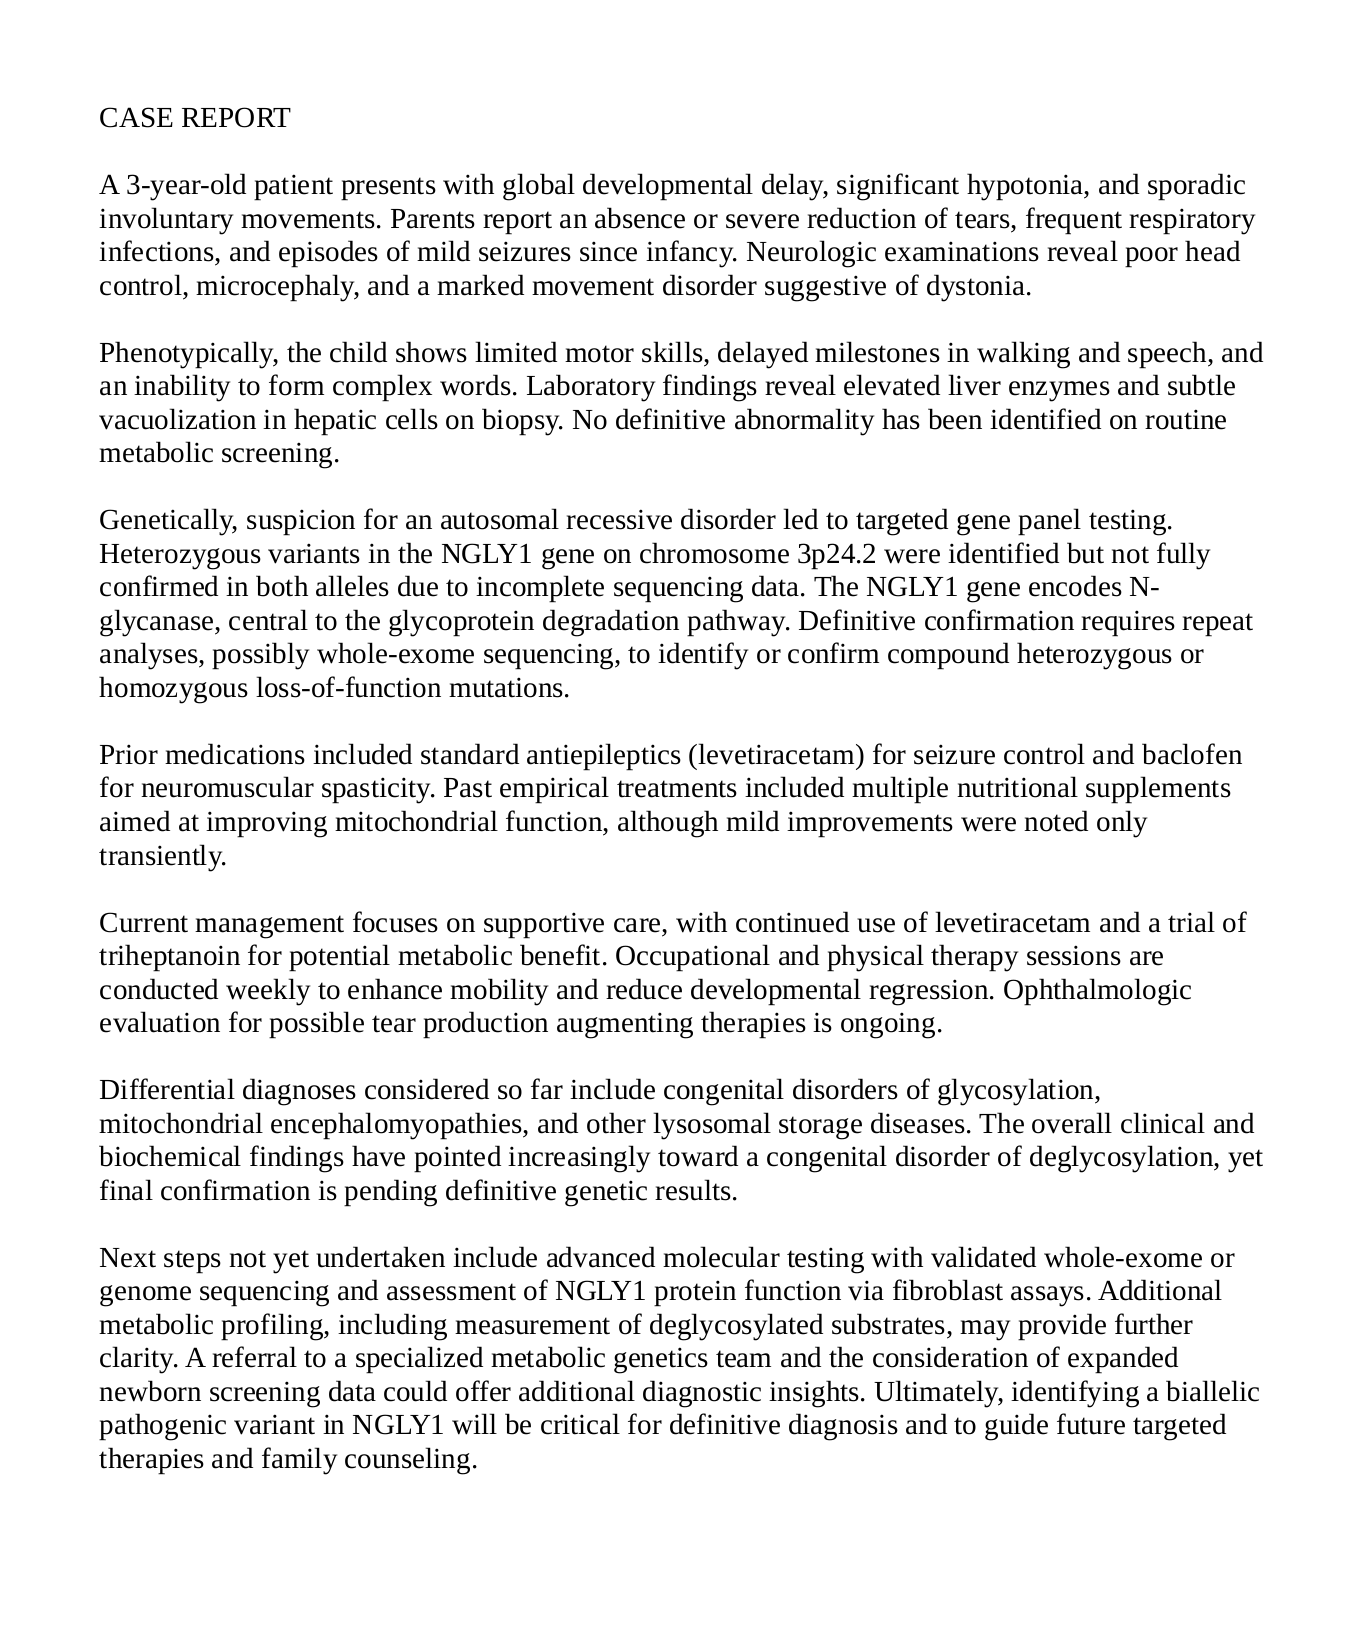 CASE REPORT
A 3-year-old patient presents with global developmental delay, significant hypotonia, and sporadic
involuntary movements. Parents report an absence or severe reduction of tears, frequent respiratory
infections, and episodes of mild seizures since infancy. Neurologic examinations reveal poor head
control, microcephaly, and a marked movement disorder suggestive of dystonia.
Phenotypically, the child shows limited motor skills, delayed milestones in walking and speech, and
an inability to form complex words. Laboratory findings reveal elevated liver enzymes and subtle
vacuolization in hepatic cells on biopsy. No definitive abnormality has been identified on routine
metabolic screening.
Genetically, suspicion for an autosomal recessive disorder led to targeted gene panel testing.
Heterozygous variants in the NGLY1 gene on chromosome 3p24.2 were identified but not fully
confirmed in both alleles due to incomplete sequencing data. The NGLY1 gene encodes N-
glycanase, central to the glycoprotein degradation pathway. Definitive confirmation requires repeat
analyses, possibly whole-exome sequencing, to identify or confirm compound heterozygous or
homozygous loss-of-function mutations.
Prior medications included standard antiepileptics (levetiracetam) for seizure control and baclofen
for neuromuscular spasticity. Past empirical treatments included multiple nutritional supplements
aimed at improving mitochondrial function, although mild improvements were noted only
transiently.
Current management focuses on supportive care, with continued use of levetiracetam and a trial of
triheptanoin for potential metabolic benefit. Occupational and physical therapy sessions are
conducted weekly to enhance mobility and reduce developmental regression. Ophthalmologic
evaluation for possible tear production augmenting therapies is ongoing.
Differential diagnoses considered so far include congenital disorders of glycosylation,
mitochondrial encephalomyopathies, and other lysosomal storage diseases. The overall clinical and
biochemical findings have pointed increasingly toward a congenital disorder of deglycosylation, yet
final confirmation is pending definitive genetic results.
Next steps not yet undertaken include advanced molecular testing with validated whole-exome or
genome sequencing and assessment of NGLY1 protein function via fibroblast assays. Additional
metabolic profiling, including measurement of deglycosylated substrates, may provide further
clarity. A referral to a specialized metabolic genetics team and the consideration of expanded
newborn screening data could offer additional diagnostic insights. Ultimately, identifying a biallelic
pathogenic variant in NGLY1 will be critical for definitive diagnosis and to guide future targeted
therapies and family counseling.